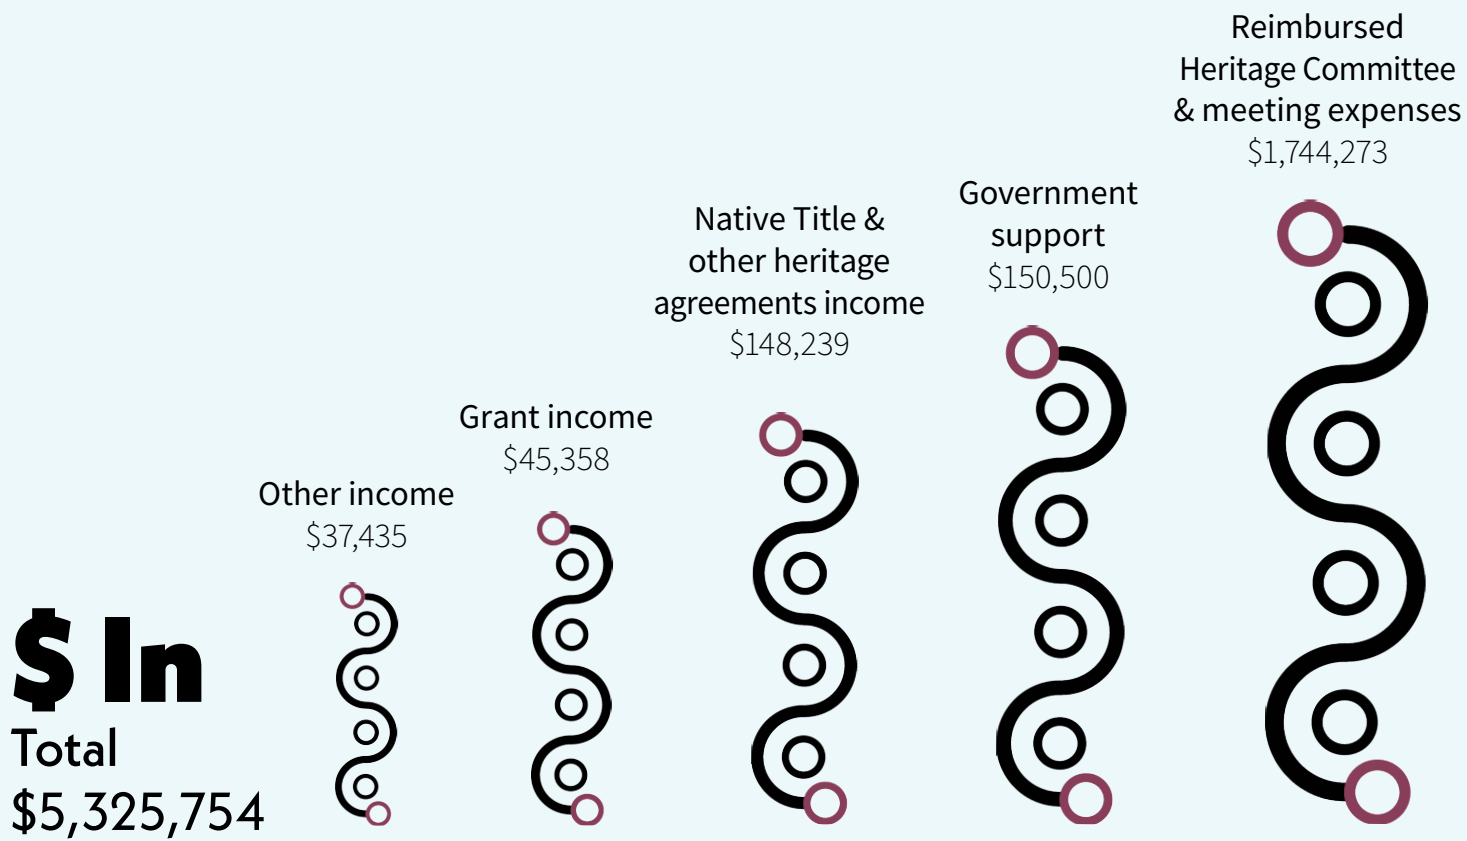 $ In
Total
$5,325,754
Other income
$37,435
Grant income
$45,358
Native Title &
other heritage
agreements income
$148,239
Government
support
$150,500
Reimbursed
Heritage Committee
& meeting expenses
$1,744,273